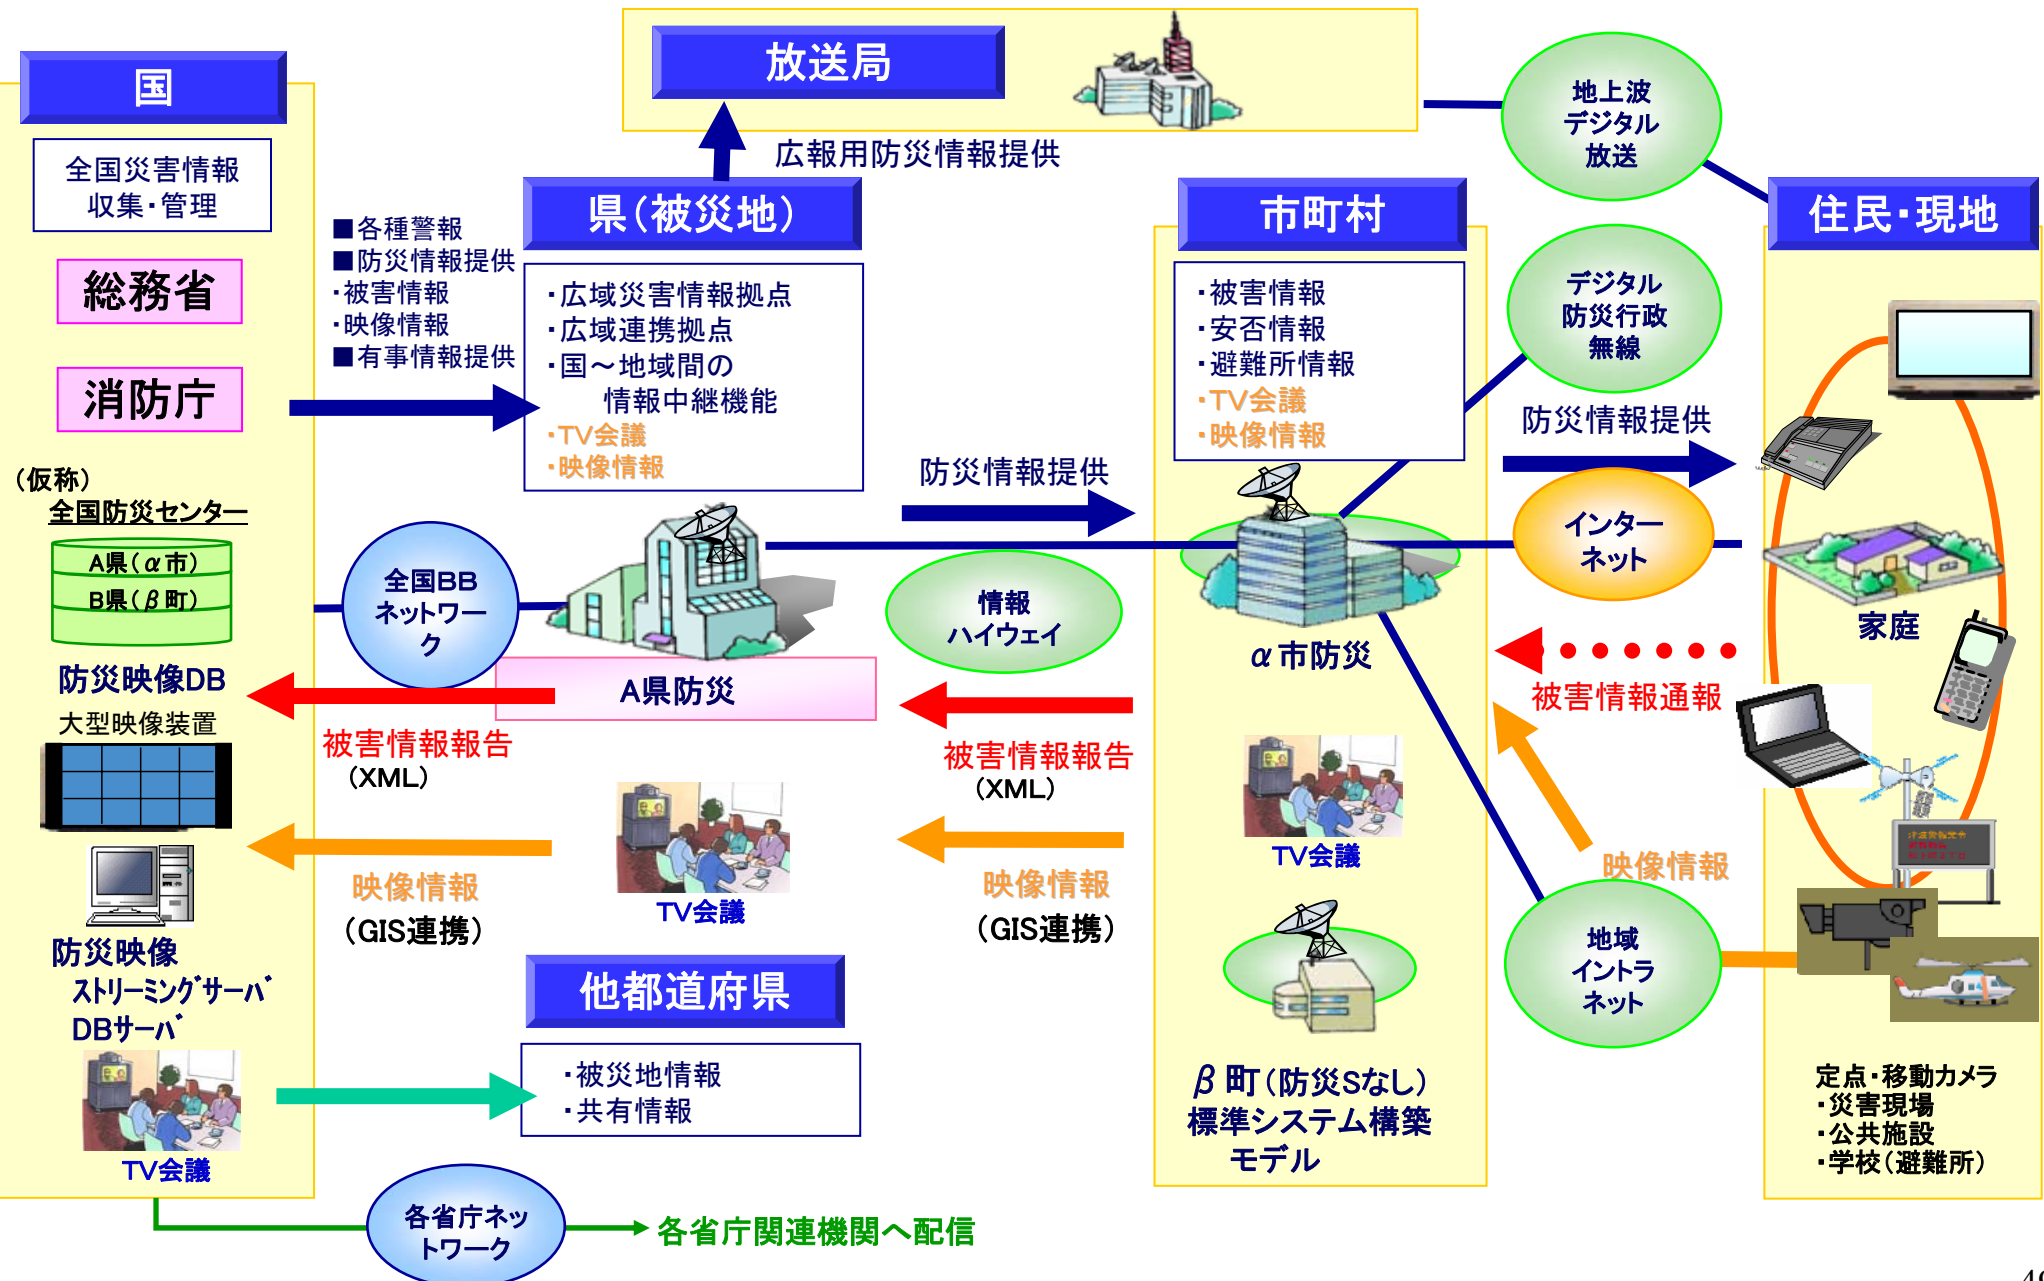 放送局
国
全国災害情報
収集・管理
総務省
消防庁
(仮称)
全国防災センター
A県(α市)
B県(β町)
防災映像DB
大型映像装置
防災映像
ストリーミングサーバ
DBサーバ
TV会議
■各種警報
■防災情報提供
・被害情報
・映像情報
■有事情報提供
広報用防災情報提供
県(被災地)
・広域災害情報拠点
・広域連携拠点
・国~地域間の
情報中継機能
・TV会議
・映像情報
全国BB
ネットワー
ク
A県防災
被害情報報告
(XML)
映像情報
(GIS連携)
TV会議
他都道府県
・被災地情報
・共有情報
各省庁ネッ
トワーク
各省庁関連機関へ配信
防災情報提供
情報
ハイウェイ
被害情報報告
(XML)
映像情報
(GIS連携)
市町村
・被害情報
・安否情報
・避難所情報
・TV会議
・映像情報
α市防災
TV会議
β町(防災Sなし)
標準システム構築
モデル
地上波
デジタル
放送
デジタル
防災行政
無線
防災情報提供
インター
ネット
被害情報通報
映像情報
地域
イントラ
ネット
住民・現地
家庭
定点・移動カメラ
・災害現場
・公共施設
・学校(避難所)